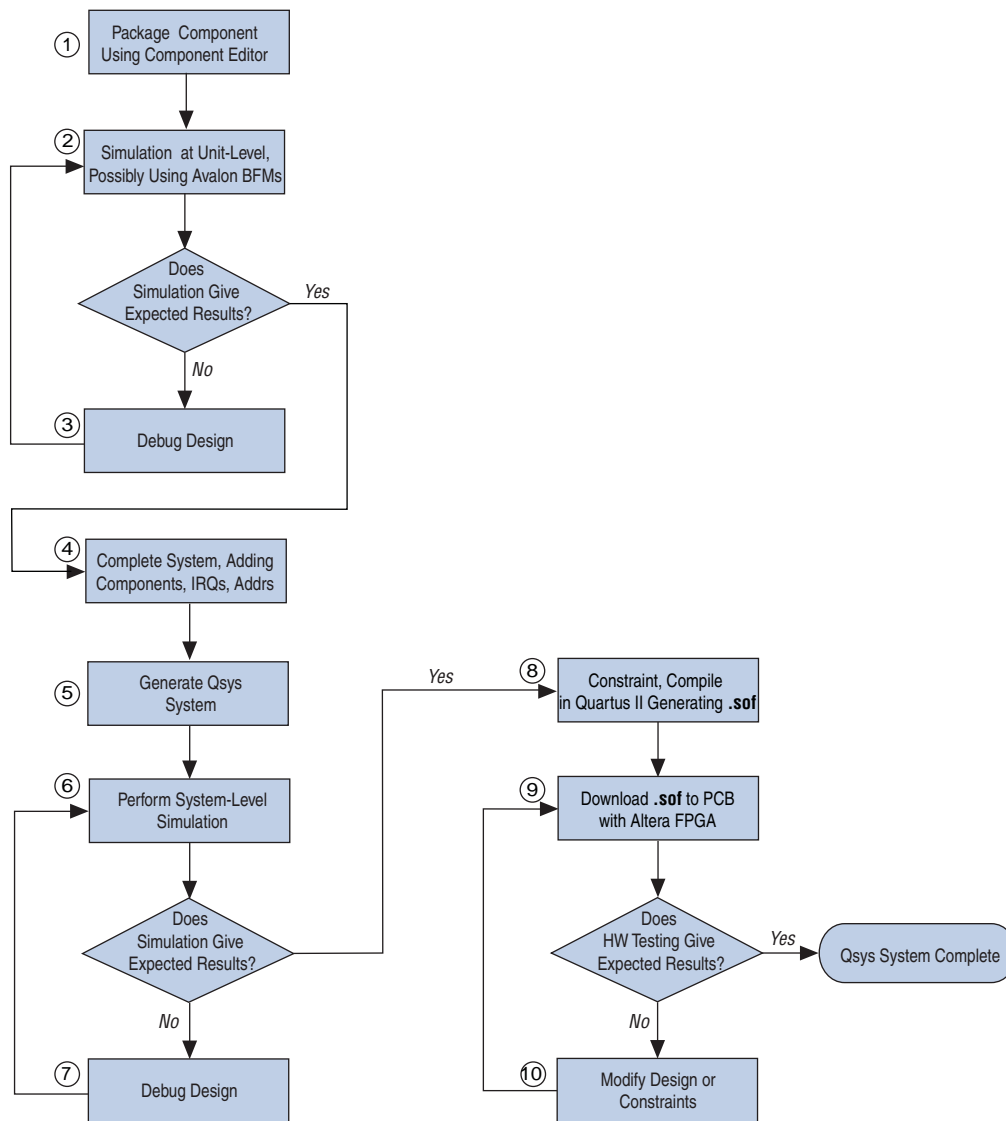 1
Package Component
Using Component Editor
2
Simulation at Unit-Level,
Possibly Using Avalon BFMs
Does
Simulation Give
Expected Results?
Yes
No
3
Debug Design
4
Complete System, Adding
Components, IRQs, Addrs
5
Generate Qsys
System
6
Perform System-Level
Simulation
Does
Simulation Give
Expected Results?
Yes
No
7
Debug Design
8
Constraint, Compile
in Quartus II Generating .sof
9
Download .sof to PCB
with Altera FPGA
Does
HW Testing Give
Expected Results?
Yes
Qsys System Complete
No
10
Modify Design or
Constraints